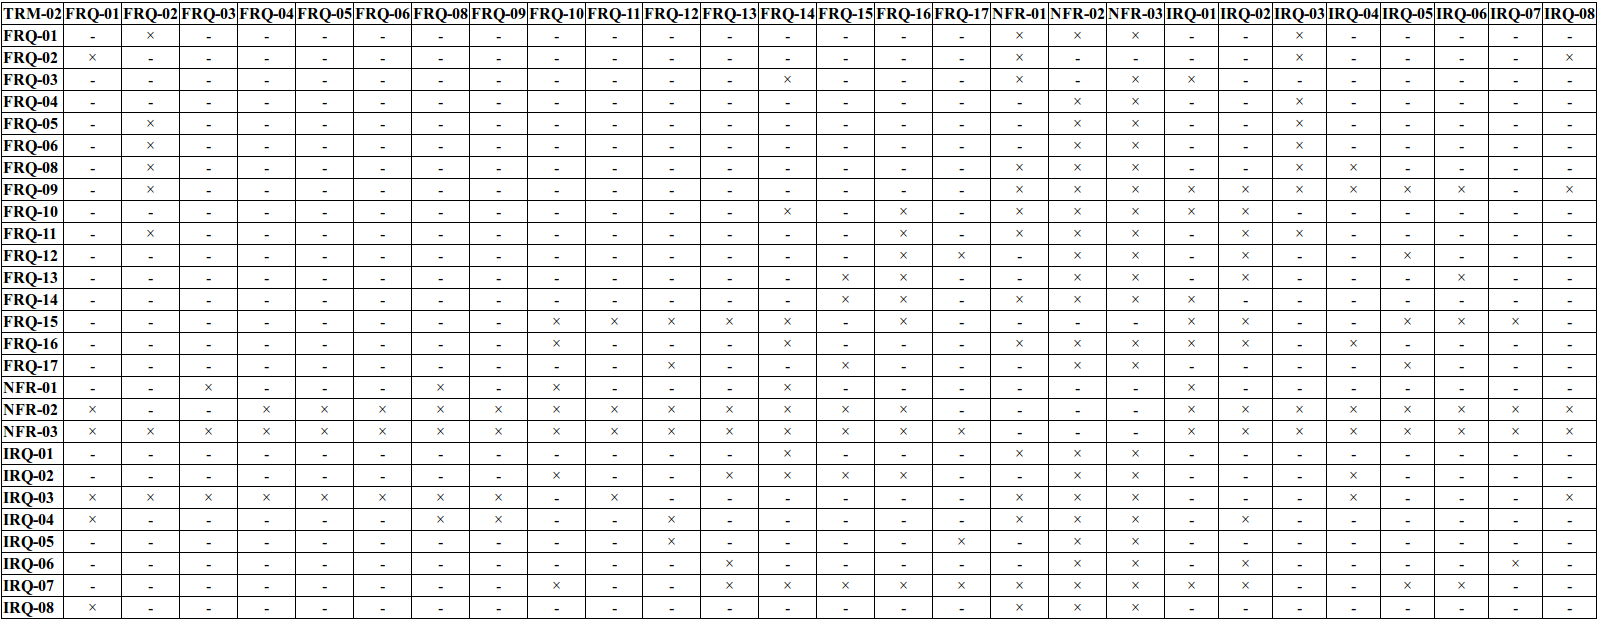 TRM-02 FRQ-01 FRQ-02 FRQ-03 FRQ-04 FRQ-05 FRQ-06 FRQ-08 FRQ-09 FRQ-10 FRQ-11 FRQ-12 FRQ-13 FRQ-14 FRQ-15 FRQ-16 FRQ-17 NFR-01 NFR-02 NFR-03 IRQ-01 IRQ-02 IRQ-03 IRQ-04 IRQ-05 IRQ-06 IRQ-07 IRQ-08
FRQ-01 - × - - - - - - - - - - - - - - × × × - - × - - - - -
FRQ-02 × - - - - - - - - - - - - - - - × - - - - × - - - - ×
FRQ-03 - - - - - - - - - - - - × - - - × - × × - - - - - - -
FRQ-04 - - - - - - - - - - - - - - - - - × × - - × - - - - -
FRQ-05 - × - - - - - - - - - - - - - - - × × - - × - - - - -
FRQ-06 - × - - - - - - - - - - - - - - - × × - - × - - - - -
FRQ-08 - × - - - - - - - - - - - - - - × × × - - × × - - - -
FRQ-09 - × - - - - - - - - - - - - - - × × × × × × × × × - ×
FRQ-10 - - - - - - - - - - - - × - × - × × × × × - - - - - -
FRQ-11 - × - - - - - - - - - - - - × - × × × - × × - - - - -
FRQ-12 - - - - - - - - - - - - - - × × - × × - × - - × - - -
FRQ-13 - - - - - - - - - - - - - × × - - × × - × - - - × - -
FRQ-14 - - - - - - - - - - - - - × × - × × × × - - - - - - -
FRQ-15 - - - - - - - - × × × × × - × - - - - × × - - × × × -
FRQ-16 - - - - - - - - × - - - × - - - × × × × × - × - - - -
FRQ-17 - - - - - - - - - - × - - × - - - × × - - - - × - - -
NFR-01 - - × - - - × - × - - - × - - - - - - × - - - - - - -
NFR-02 × - - × × × × × × × × × × × × - - - - × × × × × × × ×
NFR-03 × × × × × × × × × × × × × × × × - - - × × × × × × × ×
IRQ-01 - - - - - - - - - - - - × - - - × × × - - - - - - - -
IRQ-02 - - - - - - - - × - - × × × × - - × × - - - × - - - -
IRQ-03 × × × × × × × × - × - - - - - - × × × - - - × - - - ×
IRQ-04 × - - - - - × × - - × - - - - - × × × - × - - - - - -
IRQ-05 - - - - - - - - - - × - - - - × - × × - - - - - - - -
IRQ-06 - - - - - - - - - - - × - - - - - × × - × - - - - × -
IRQ-07 - - - - - - - - × - - × × × × × × × × × × - - × × - -
IRQ-08 × - - - - - - - - - - - - - - - × × × - - - - - - - -